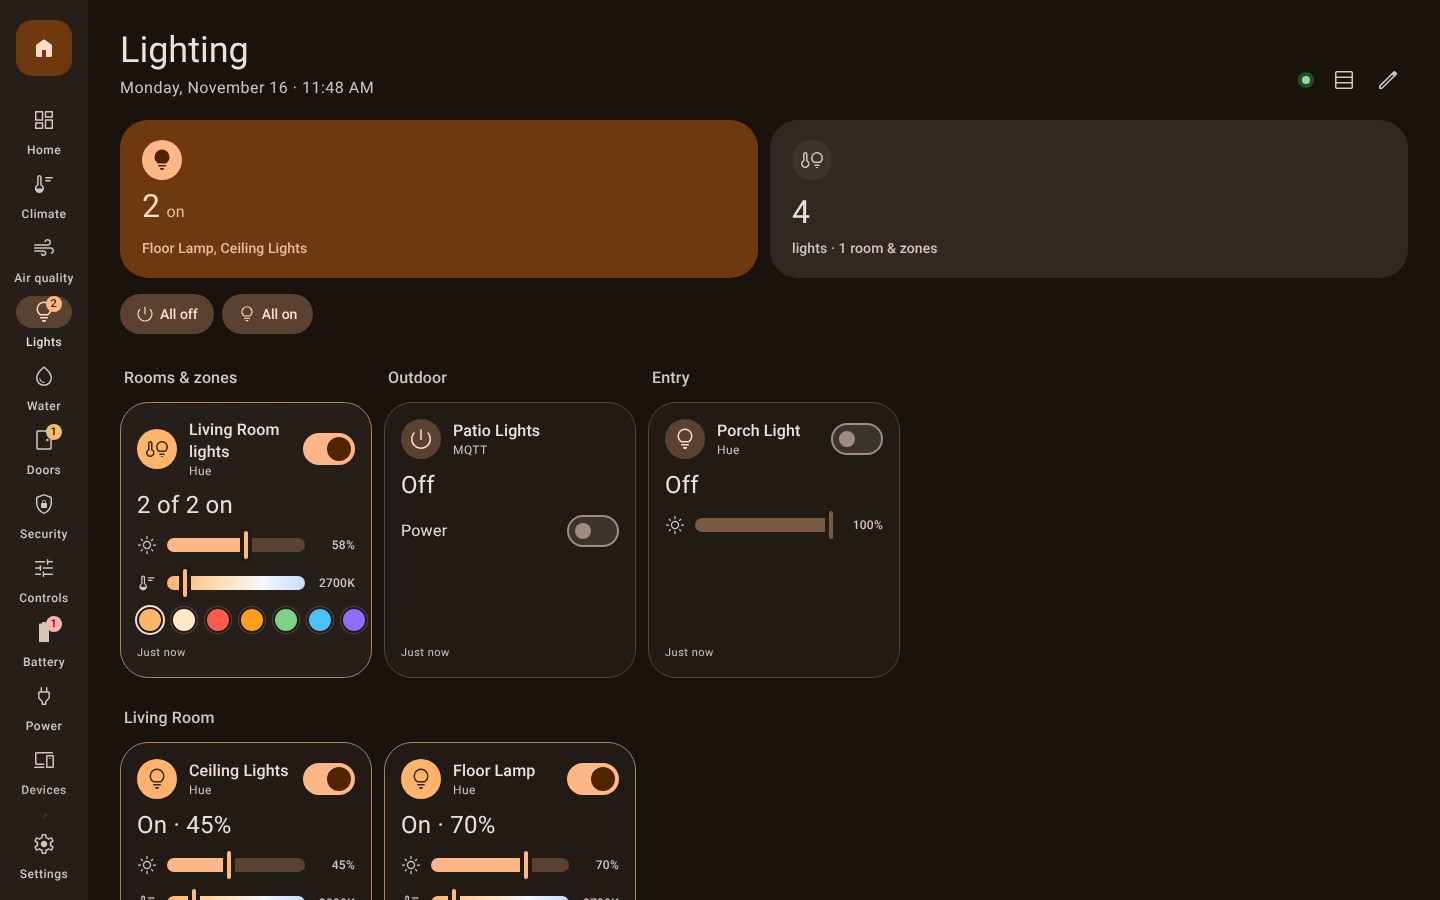 Lighting
Monday, November 16 · 11:48 AM
Home
Climate
Air quality
2
Lights
Water
1
Doors
Security
Controls
1
Battery
Power
Devices
Settings
2 on
Floor Lamp, Ceiling Lights
4
lights · 1 room & zones
All off
All on
Rooms & zones
Living Room
lights
Hue
2 of 2 on
58%
2700K
Just now
Outdoor
Patio Lights
MQTT
Off
Power
Just now
Entry
Porch Light
Hue
Off
100%
Just now
Living Room
Ceiling Lights
Hue
On · 45%
45%
Floor Lamp
Hue
On · 70%
70%